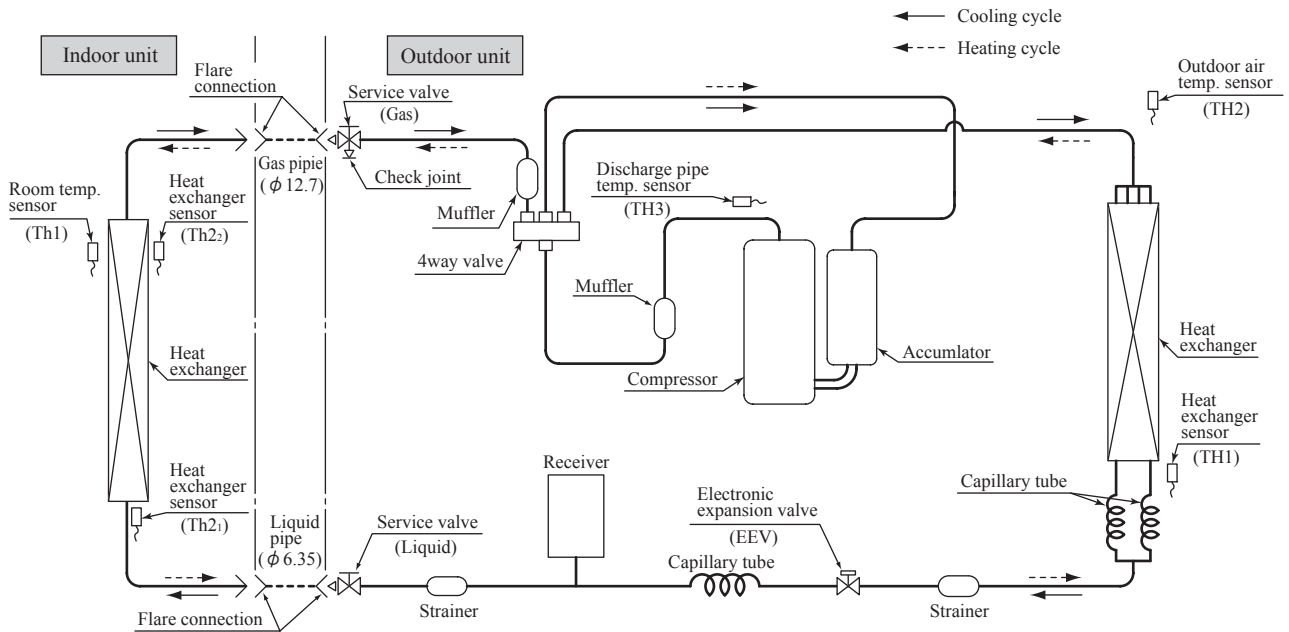 Cooling cycle
Heating cycle
Indoor unit
Outdoor unit
Flare
connection
Service valve
(Gas)
Outdoor air
temp. sensor
(TH2)
Gas pipie
(ϕ 12.7)
Check joint
Discharge pipe
temp. sensor
(TH3)
Room temp.
sensor
(Th1)
Heat
exchanger
sensor
(Th2₂)
Muffler
4way valve
Muffler
Heat
exchanger
Compressor
Accumlator
Heat
exchanger
Heat
exchanger
sensor
(TH1)
Receiver
Capillary tube
Heat
exchanger
sensor
(Th2₁)
Liquid
pipe
(ϕ 6.35)
Service valve
(Liquid)
Electronic
expansion valve
(EEV)
Capillary tube
Strainer
Strainer
Flare connection